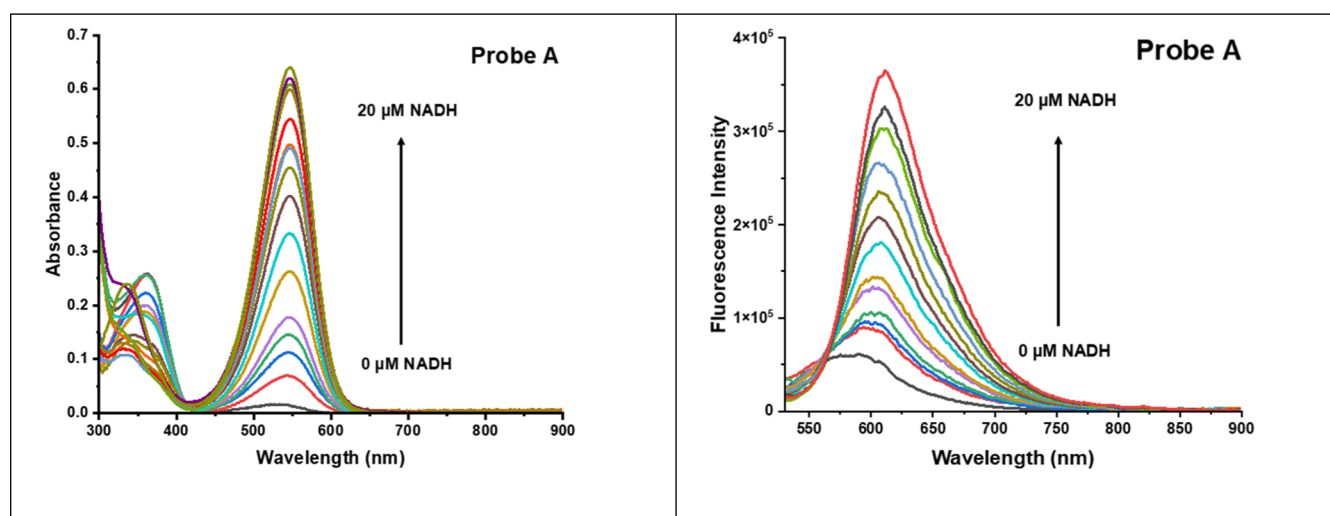 Probe A
20 µM NADH
0 µM NADH
0.7
0.6
0.5
0.4
0.3
0.2
0.1
0.0
Absorbance
300 400 500 600 700 800 900
Wavelength (nm)
Probe A
20 µM NADH
0 µM NADH
4×10⁵
3×10⁵
2×10⁵
1×10⁵
0
Fluorescence Intensity
550 600 650 700 750 800 850 900
Wavelength (nm)